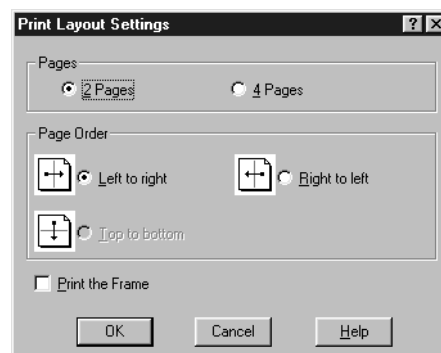 Print Layout Settings
Pages
2 Pages 4 Pages
Page Order
Left to right Right to left
Top to bottom
Print the Frame
OK Cancel Help